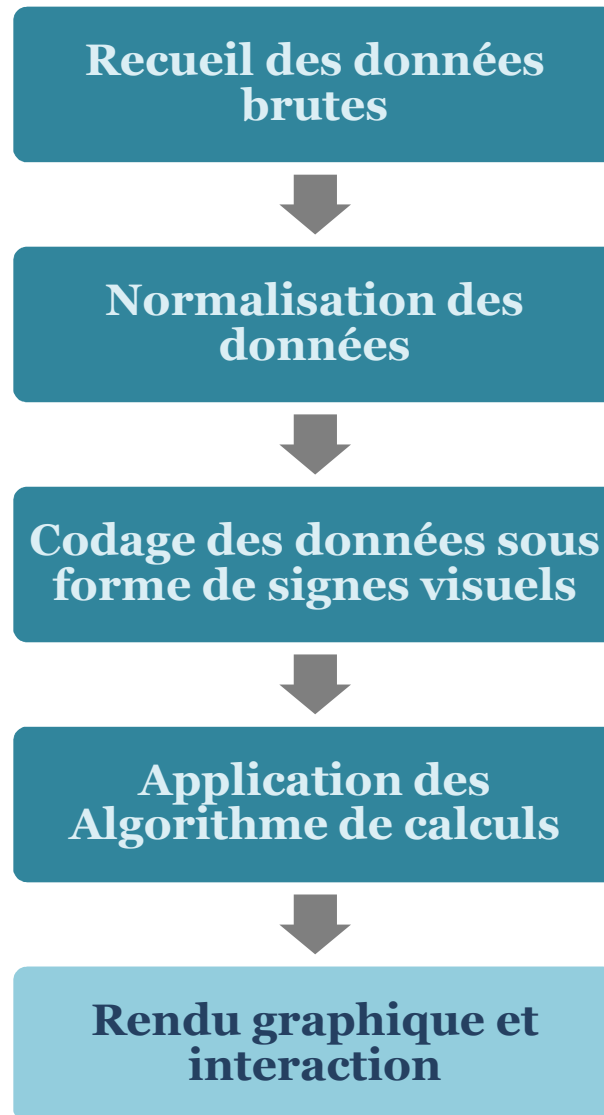 Recueil des données
brutes
Normalisation des
données
Codage des données sous
forme de signes visuels
Application des
Algorithme de calculs
Rendu graphique et
interaction